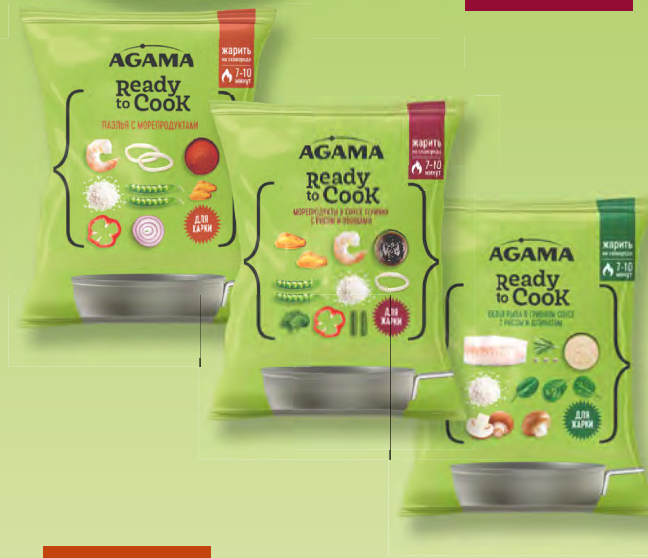 AGAMA
Ready
to Cook
ПАЭЛЬЯ С МОРЕПРОДУКТАМИ
жарить
на сковороде
7-10
минут
ДЛЯ
ЖАРКИ
AGAMA
Ready
to Cook
МОРЕПРОДУКТЫ В СОУСЕ ТЕРИЯКИ
С РИСОМ И ОВОЩАМИ
жарить
на сковороде
7-10
минут
ДЛЯ
ЖАРКИ
AGAMA
Ready
to Cook
БЕЛАЯ РЫБА В ГРИБНОМ СОУСЕ
С РИСОМ И ШПИНАТОМ
жарить
на сковороде
7-10
минут
ДЛЯ
ЖАРКИ